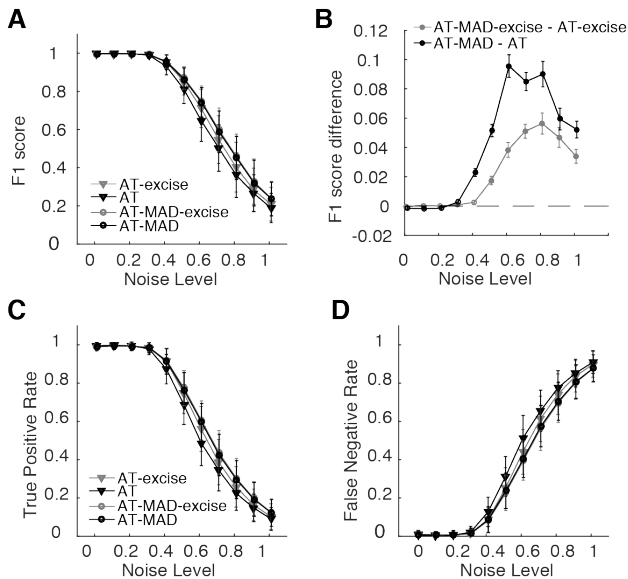 A
F1 score
1
0.8
0.6
0.4
0.2
0
AT-excise
AT
AT-MAD-excise
AT-MAD
0 0.2 0.4 0.6 0.8 1
Noise Level
B
AT-MAD-excise - AT-excise
AT-MAD - AT
F1 score difference
0.12
0.1
0.08
0.06
0.04
0.02
0
-0.02
0 0.2 0.4 0.6 0.8 1
Noise Level
C
True Positive Rate
1
0.8
0.6
0.4
0.2
0
AT-excise
AT
AT-MAD-excise
AT-MAD
0 0.2 0.4 0.6 0.8 1
Noise Level
D
False Negative Rate
1
0.8
0.6
0.4
0.2
0
0 0.2 0.4 0.6 0.8 1
Noise Level